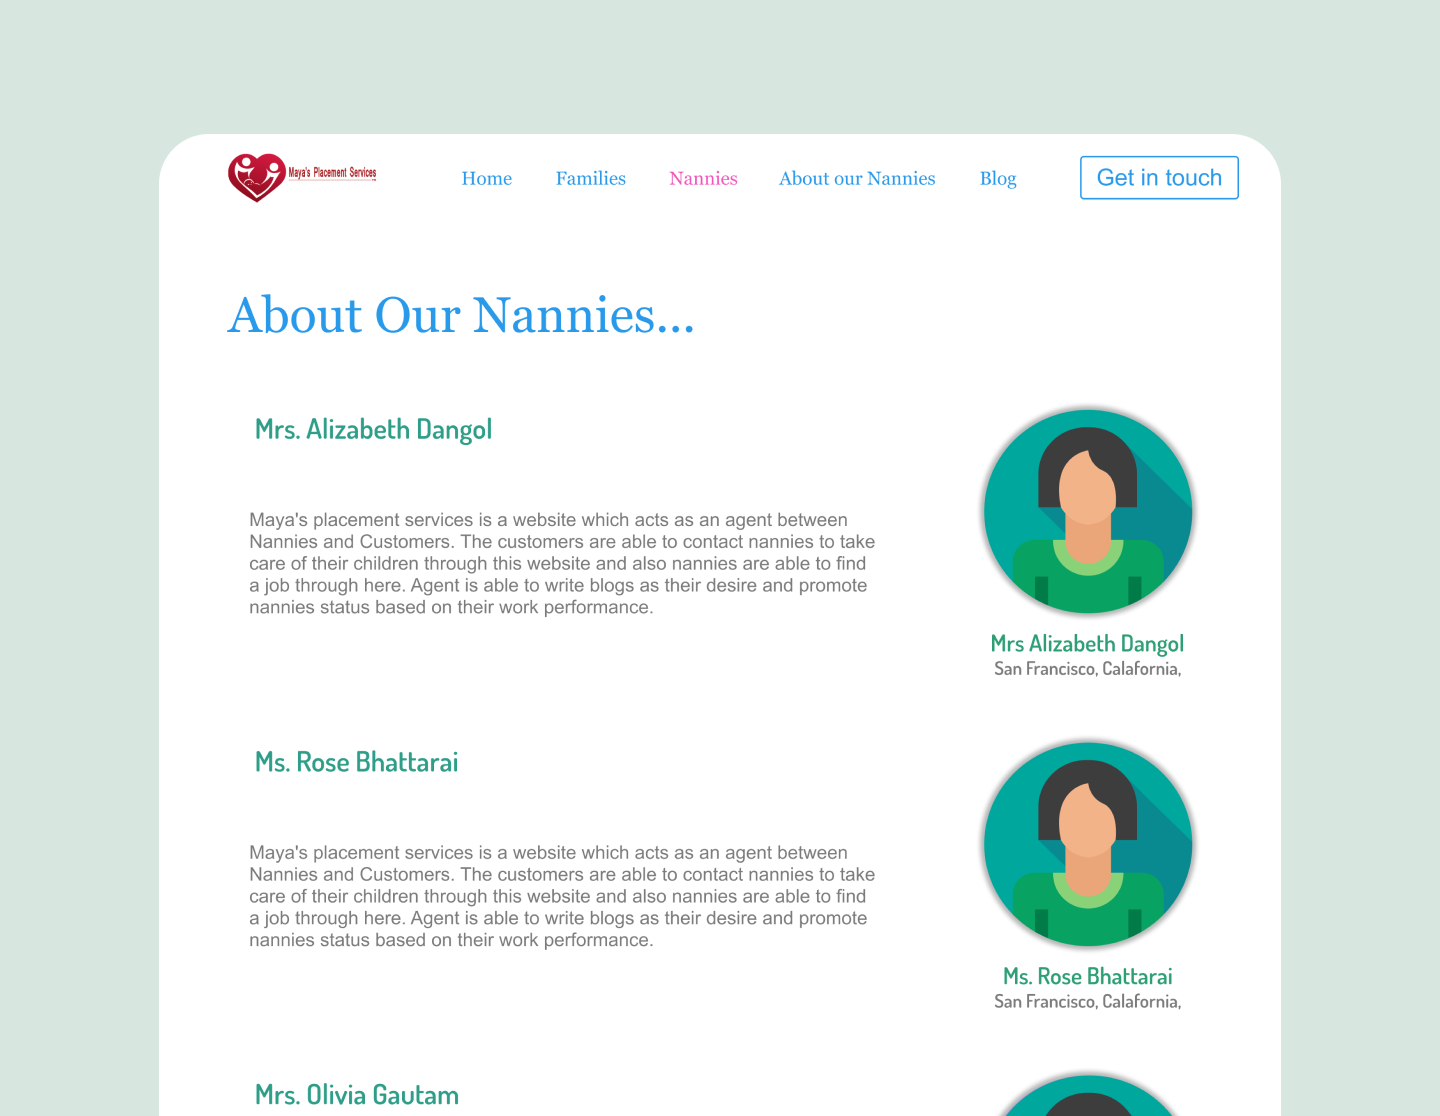 Maya's Placement Services
Home
Families
Nannies
About our Nannies
Blog
Get in touch
About Our Nannies...
Mrs. Alizabeth Dangol
Maya's placement services is a website which acts as an agent between
Nannies and Customers. The customers are able to contact nannies to take
care of their children through this website and also nannies are able to find
a job through here. Agent is able to write blogs as their desire and promote
nannies status based on their work performance.
Mrs Alizabeth Dangol
San Francisco, Calafornia,
Ms. Rose Bhattarai
Maya's placement services is a website which acts as an agent between
Nannies and Customers. The customers are able to contact nannies to take
care of their children through this website and also nannies are able to find
a job through here. Agent is able to write blogs as their desire and promote
nannies status based on their work performance.
Ms. Rose Bhattarai
San Francisco, Calafornia,
Mrs. Olivia Gautam